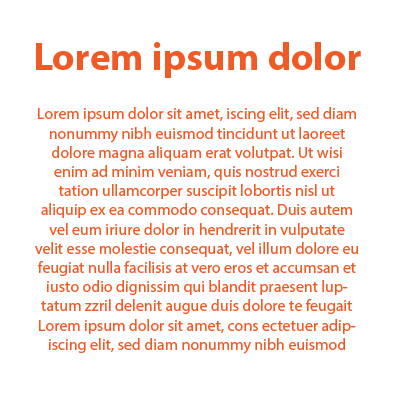 Lorem ipsum dolor
Lorem ipsum dolor sit amet, iscing elit, sed diam
nonummy nibh euismod tincidunt ut laoreet
dolore magna aliquam erat volutpat. Ut wisi
enim ad minim veniam, quis nostrud exerci
tation ullamcorper suscipit lobortis nisl ut
aliquip ex ea commodo consequat. Duis autem
vel eum iriure dolor in hendrerit in vulputate
velit esse molestie consequat, vel illum dolore eu
feugiat nulla facilisis at vero eros et accumsan et
iusto odio dignissim qui blandit praesent lup-
tatum zzril delenit augue duis dolore te feugait
Lorem ipsum dolor sit amet, cons ectetuer adip-
iscing elit, sed diam nonummy nibh euismod